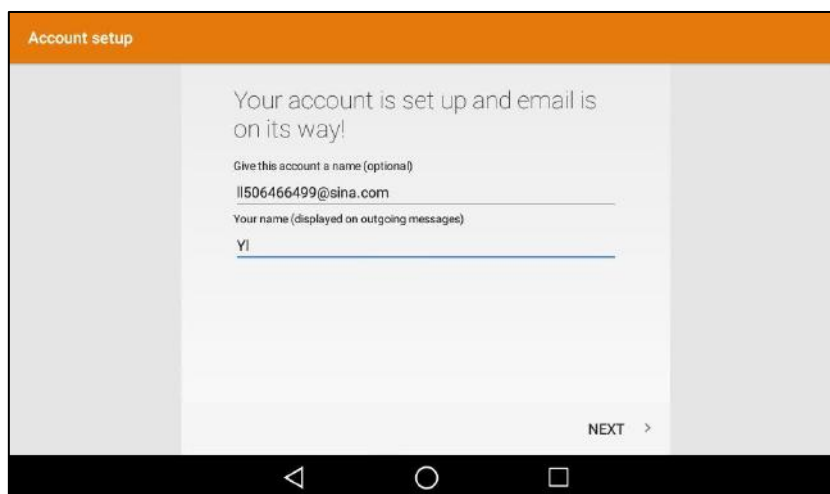 Account setup
Your account is set up and email is
on its way!
Give this account a name (optional)
ll506466499@sina.com
Your name (displayed on outgoing messages)
YI
NEXT